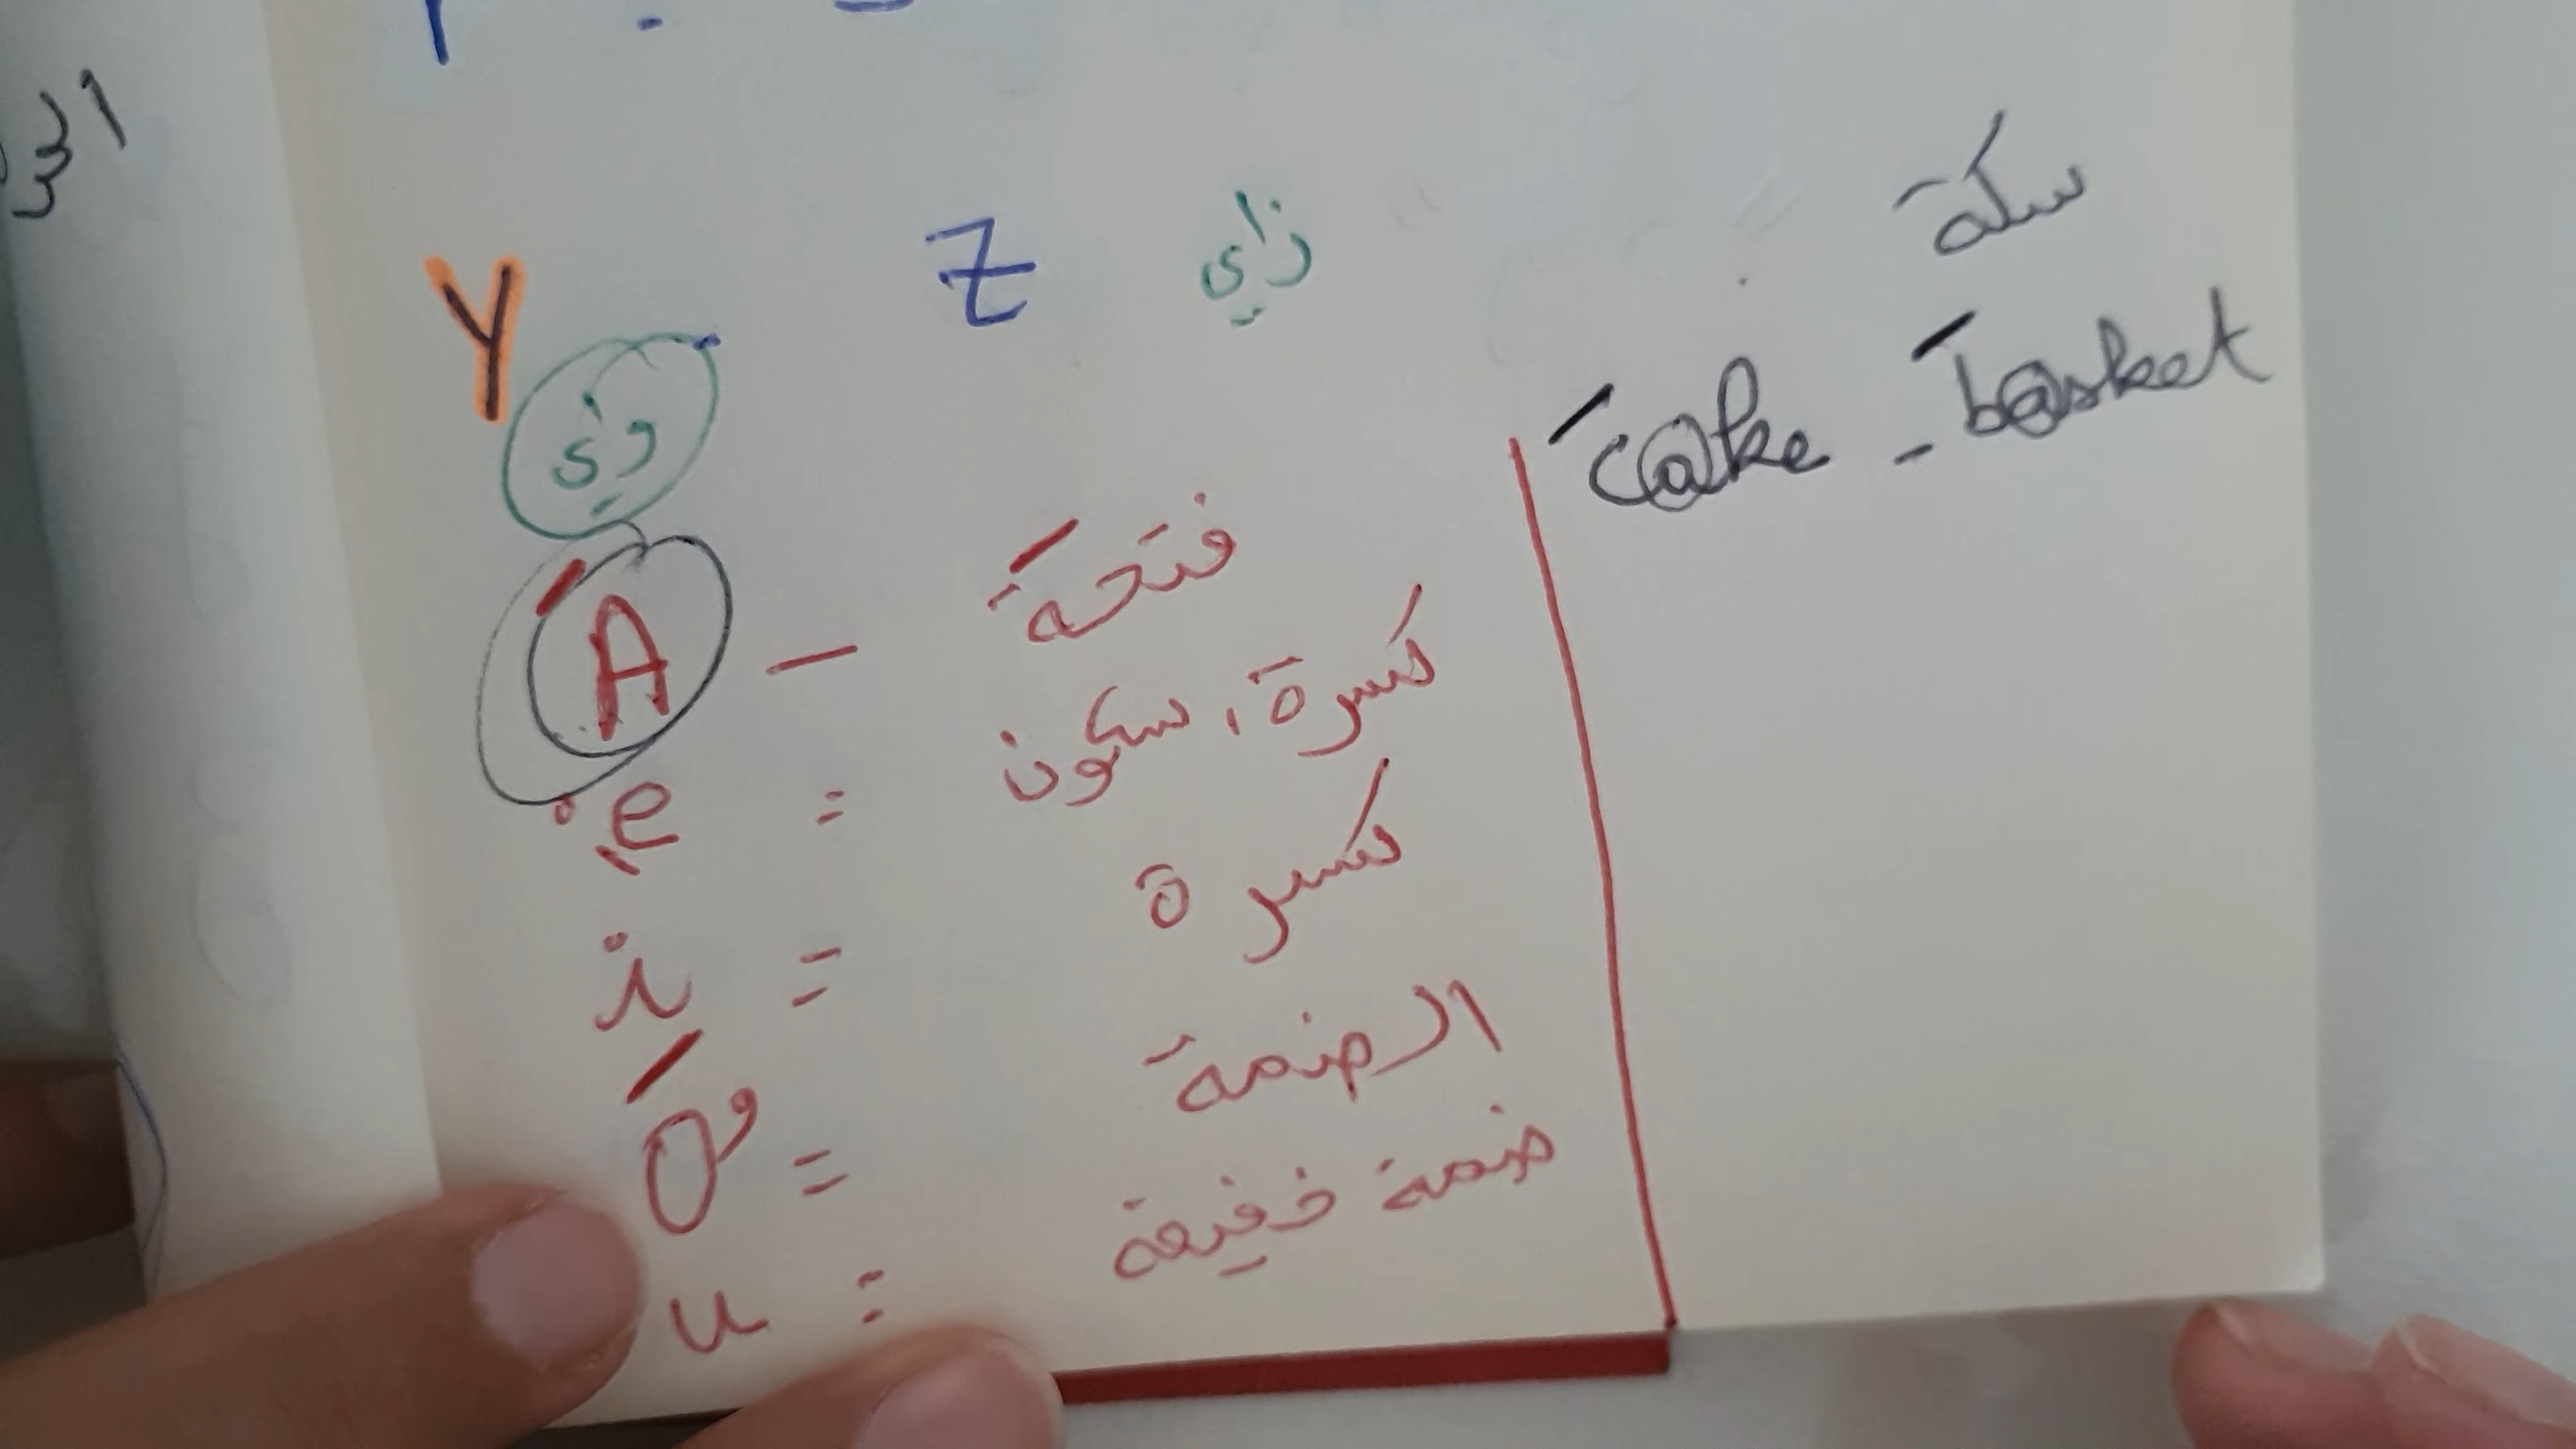 Y Z زاي
واي
سلة
cake - basket
A - فتحة
e = كسرة، سكون
i = كسرة
O = الضمة
u = ضمة خفيفة